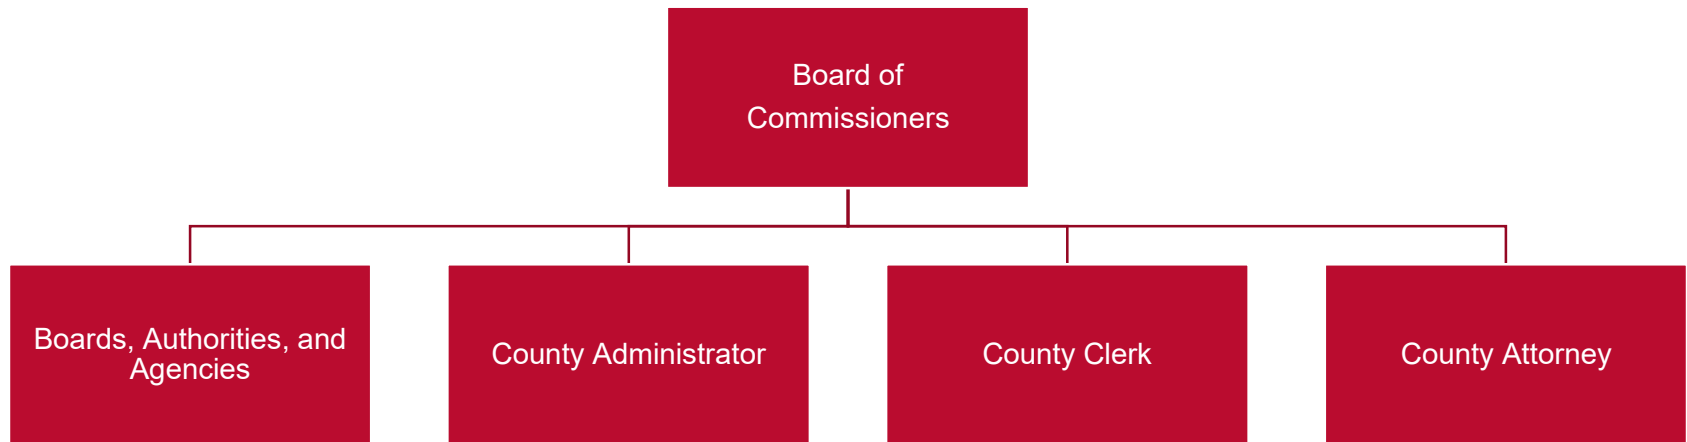 Board of
Commissioners
Boards, Authorities, and
Agencies
County Administrator
County Clerk
County Attorney